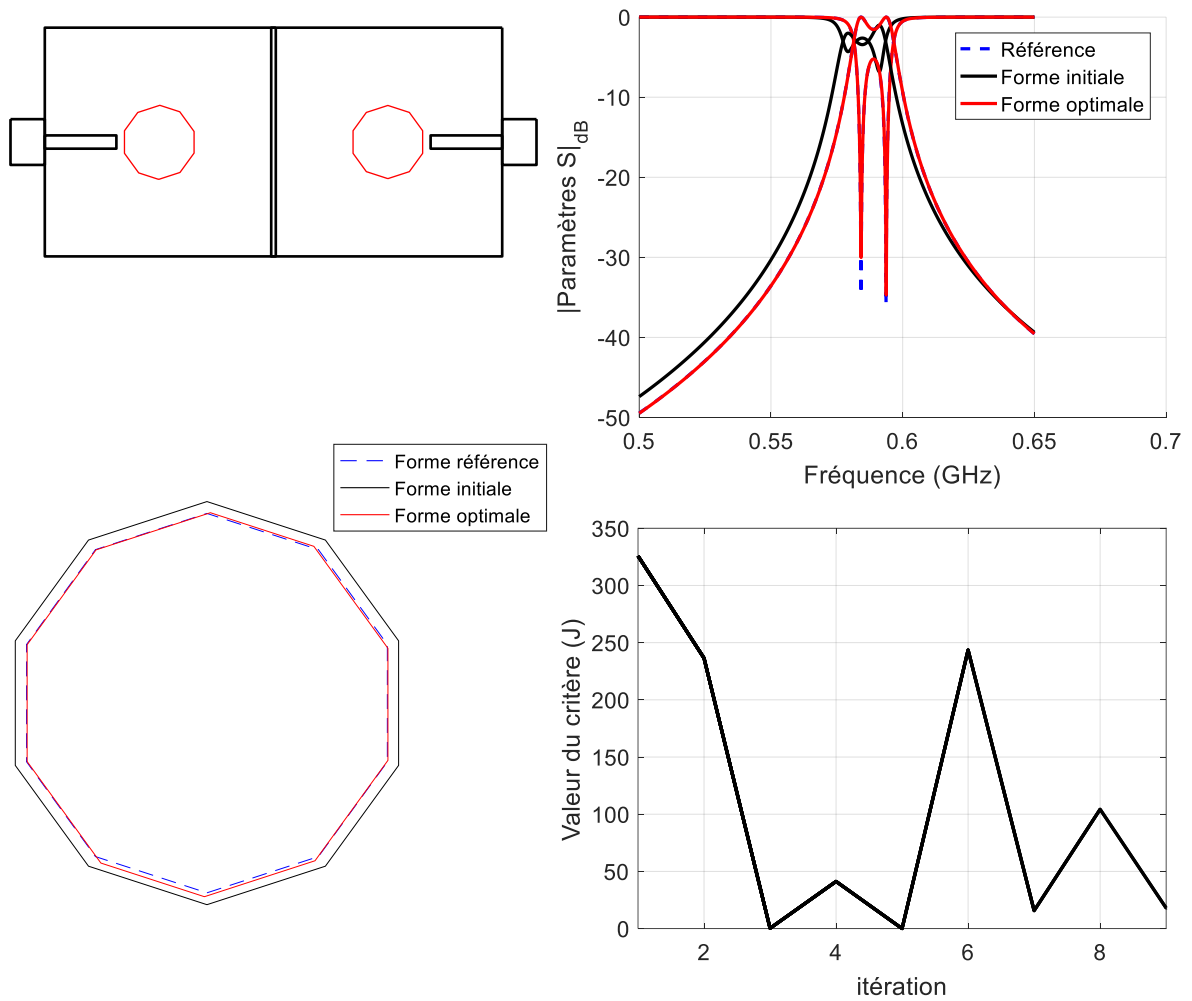 0
-10
-20
-30
-40
-50
0.5
0.55
0.6
0.65
0.7
|Paramètres S|dB
Fréquence (GHz)
Référence
Forme initiale
Forme optimale
Forme référence
Forme initiale
Forme optimale
350
300
250
200
150
100
50
0
2
4
6
8
Valeur du critère (J)
itération